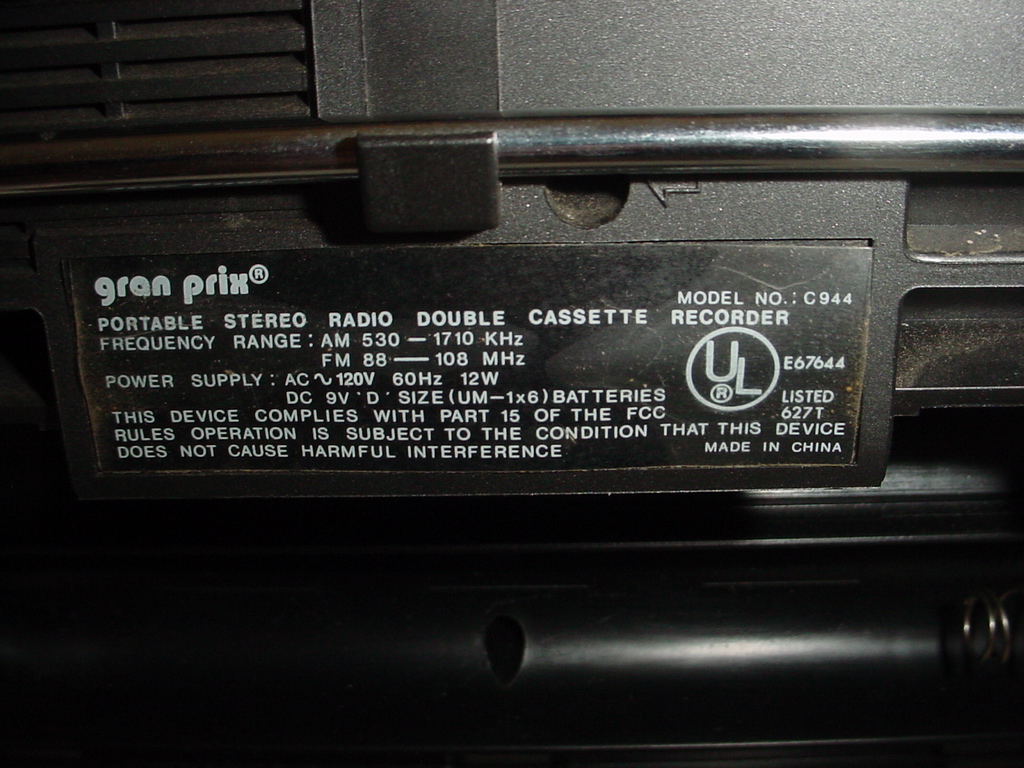 gran prix®
MODEL NO.: C944
PORTABLE STEREO RADIO DOUBLE CASSETTE RECORDER
FREQUENCY RANGE: AM 530 — 1710 KHz
FM 88 — 108 MHz
POWER SUPPLY: AC ~ 120V 60Hz 12W
DC 9V 'D' SIZE (UM-1x6) BATTERIES
UL ®
E67644
LISTED
627T
THIS DEVICE COMPLIES WITH PART 15 OF THE FCC
RULES OPERATION IS SUBJECT TO THE CONDITION THAT THIS DEVICE
DOES NOT CAUSE HARMFUL INTERFERENCE
MADE IN CHINA